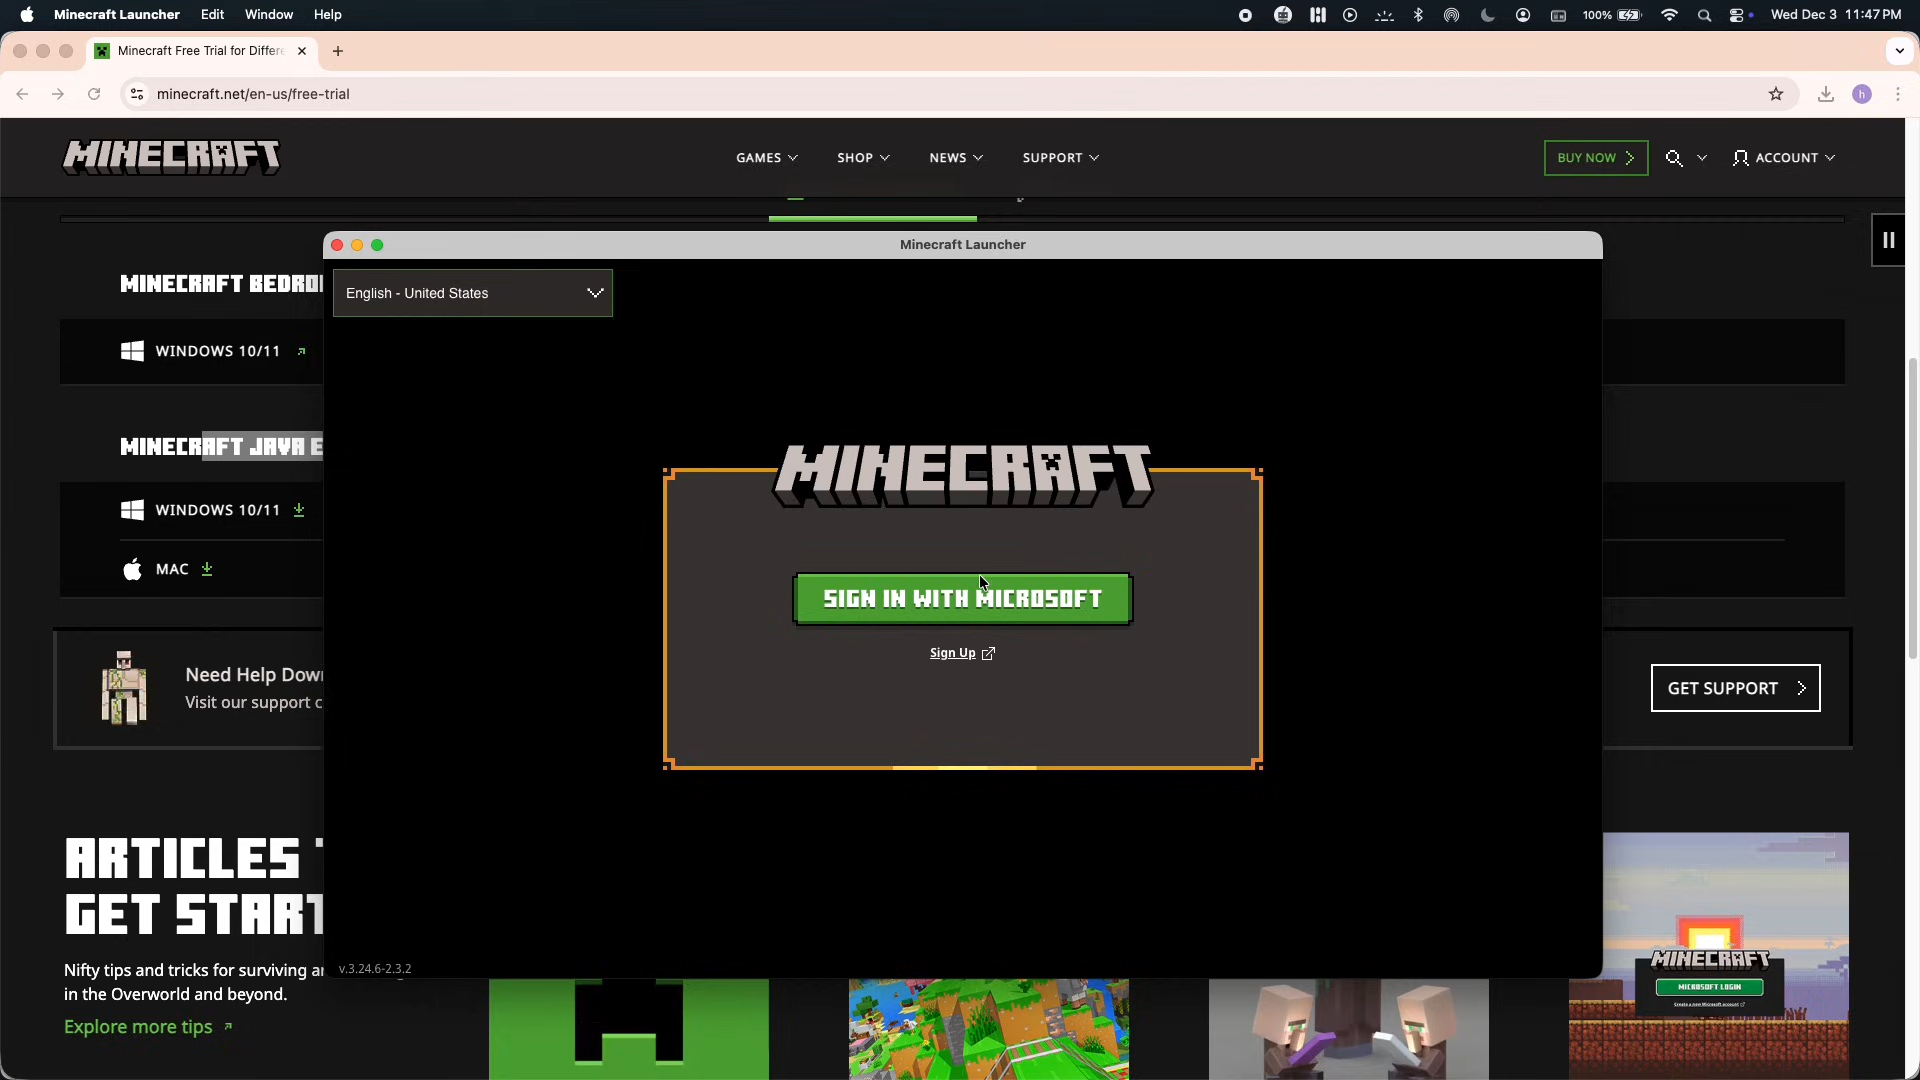 Minecraft Launcher Edit Window Help 100% Wed Dec 3 11:47 PM
Minecraft Free Trial for Differe
minecraft.net/en-us/free-trial h
MINECRAFT GAMES SHOP NEWS SUPPORT BUY NOW ACCOUNT
Minecraft Launcher
MINECRAFT BEDRO
English - United States
WINDOWS 10/11
MINECRAFT JAVA E
MINECRAFT
WINDOWS 10/11
MAC
SIGN IN WITH MICROSOFT
Sign Up
Need Help Dow
Visit our support c
GET SUPPORT
ARTICLES
GET START
Nifty tips and tricks for surviving a
in the Overworld and beyond.
Explore more tips
v.3.24.6-2.3.2
MINECRAFT
MICROSOFT LOGIN
Create a new Microsoft account